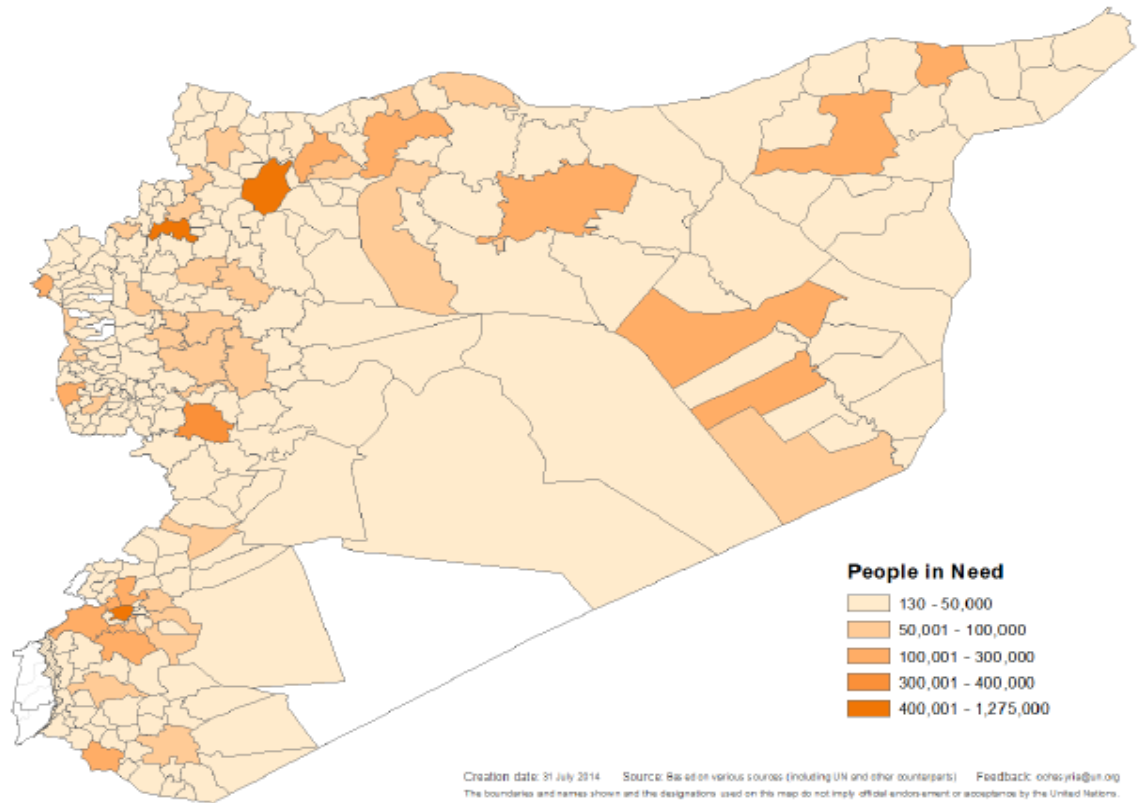 People in Need
130 - 50,000
50,001 - 100,000
100,001 - 300,000
300,001 - 400,000
400,001 - 1,275,000
Creation date: 31 July 2014 Source: Based on various sources (including UN and other counterparts) Feedback: ochasyria@un.org
The boundaries and names shown and the designations used on this map do not imply official endorsement or acceptance by the United Nations.